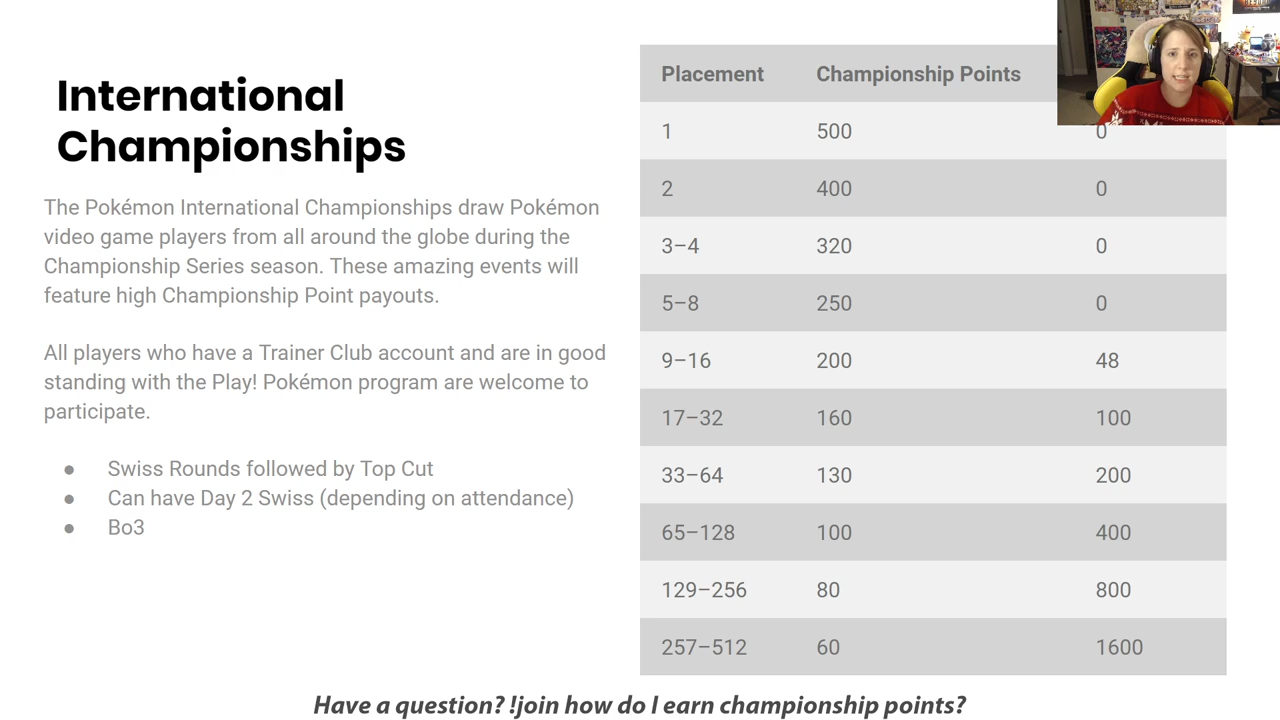 International
Championships
The Pokémon International Championships draw Pokémon
video game players from all around the globe during the
Championship Series season. These amazing events will
feature high Championship Point payouts.
All players who have a Trainer Club account and are in good
standing with the Play! Pokémon program are welcome to
participate.
● Swiss Rounds followed by Top Cut
● Can have Day 2 Swiss (depending on attendance)
● Bo3
Placement Championship Points
1 500 0
2 400 0
3–4 320 0
5–8 250 0
9–16 200 48
17–32 160 100
33–64 130 200
65–128 100 400
129–256 80 800
257–512 60 1600
Have a question? !join how do I earn championship points?